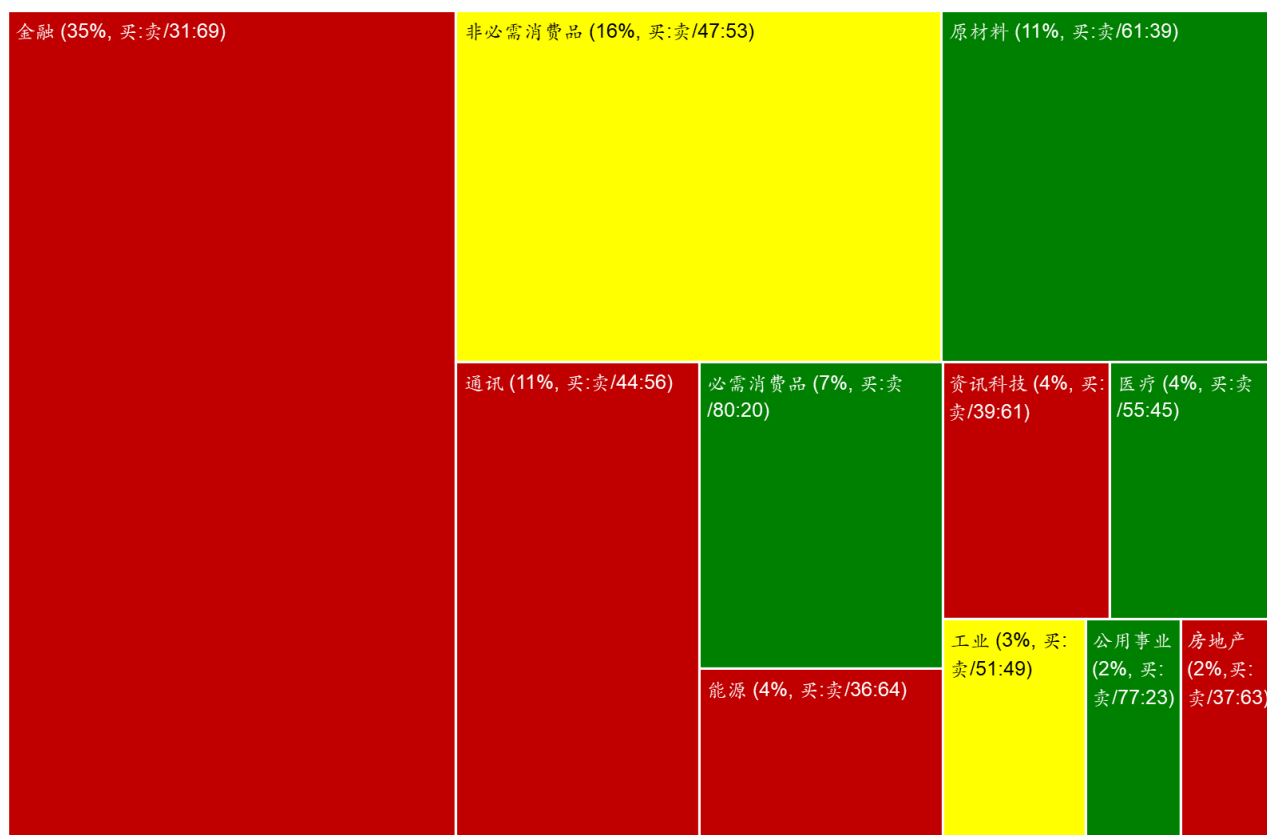 金融 (35%, 买:卖/31:69)
非必需消费品 (16%, 买:卖/47:53)
原材料 (11%, 买:卖/61:39)
通讯 (11%, 买:卖/44:56)
必需消费品 (7%, 买:卖
/80:20)
资讯科技 (4%, 买:
卖/39:61)
医疗 (4%, 买:卖
/55:45)
能源 (4%, 买:卖/36:64)
工业 (3%, 买:
卖/51:49)
公用事业
(2%, 买:
卖/77:23)
房地产
(2%,买:
卖/37:63)